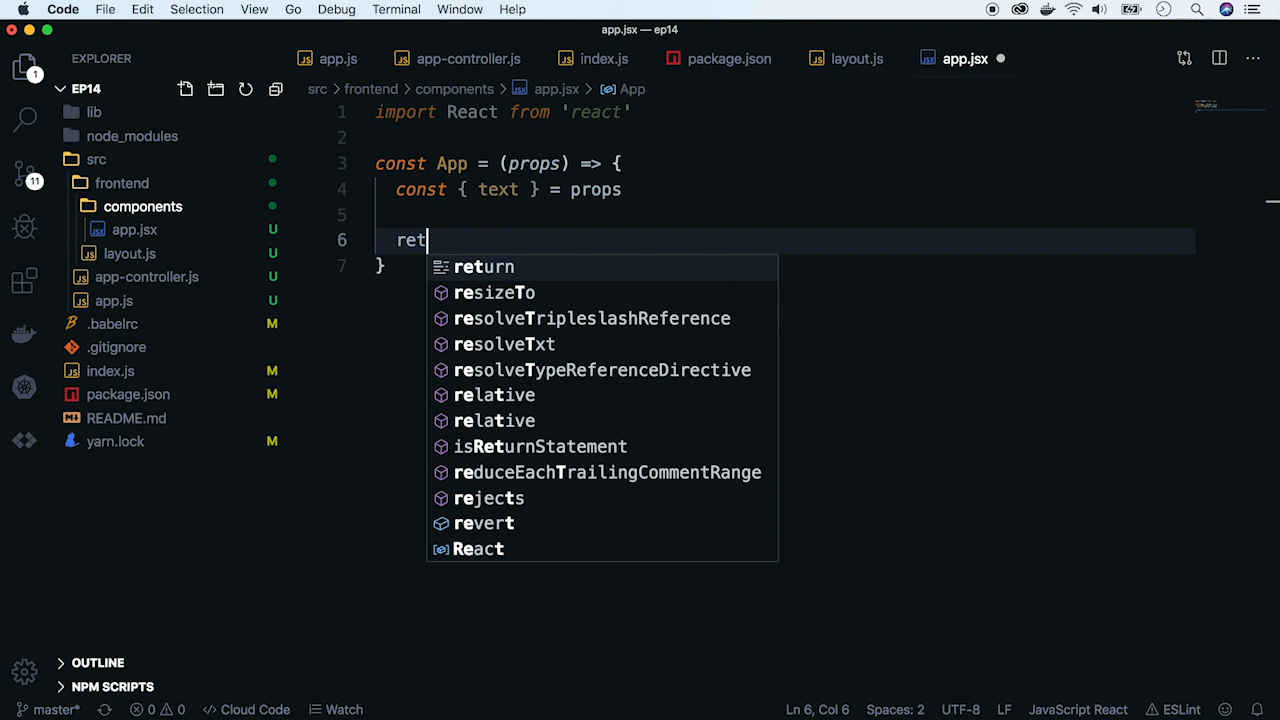 Code File Edit Selection View Go Debug Terminal Window Help
app.jsx — ep14
EXPLORER
app.js app-controller.js index.js package.json layout.js app.jsx
1
EP14
src > frontend > components > app.jsx > App
lib
node_modules
src
frontend
components
app.jsx U
layout.js U
app-controller.js U
app.js U
.babelrc M
.gitignore
index.js M
package.json M
README.md
yarn.lock M
11
1 import React from 'react'
2
3 const App = (props) => {
4 const { text } = props
5
6 ret
7 }
return
resizeTo
resolveTripleslashReference
resolveTxt
resolveTypeReferenceDirective
relative
relative
isReturnStatement
reduceEachTrailingCommentRange
rejects
revert
React
OUTLINE
NPM SCRIPTS
master* 0 0 Cloud Code Watch Ln 6, Col 6 Spaces: 2 UTF-8 LF JavaScript React ESLint